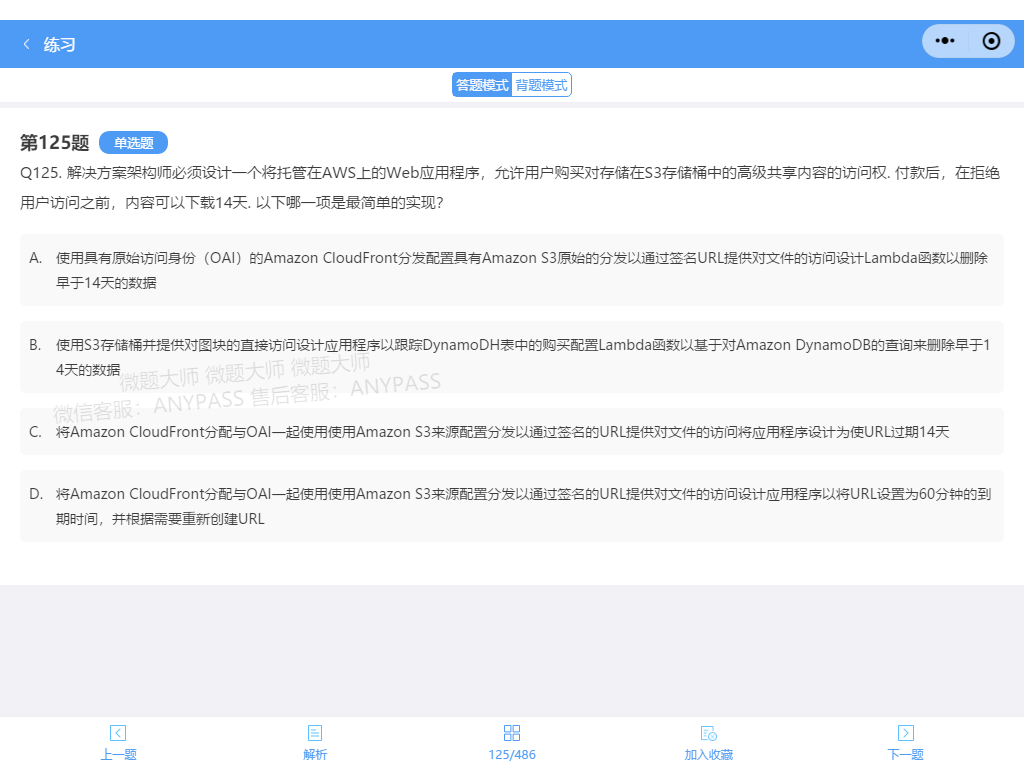 练习
答题模式 背题模式
第125题 单选题
Q125. 解决方案架构师必须设计一个将托管在AWS上的Web应用程序，允许用户购买对存储在S3存储桶中的高级共享内容的访问权. 付款后，在拒绝
用户访问之前，内容可以下载14天. 以下哪一项是最简单的实现?
A. 使用具有原始访问身份（OAI）的Amazon CloudFront分发配置具有Amazon S3原始的分发以通过签名URL提供对文件的访问设计Lambda函数以删除
早于14天的数据
B. 使用S3存储桶并提供对图块的直接访问设计应用程序以跟踪DynamoDH表中的购买配置Lambda函数以基于对Amazon DynamoDB的查询来删除早于1
4天的数据
微题大师 微题大师 微题大师
微信客服：ANYPASS 售后客服：ANYPASS
C. 将Amazon CloudFront分配与OAI一起使用使用Amazon S3来源配置分发以通过签名的URL提供对文件的访问将应用程序设计为使URL过期14天
D. 将Amazon CloudFront分配与OAI一起使用使用Amazon S3来源配置分发以通过签名的URL提供对文件的访问设计应用程序以将URL设置为60分钟的到
期时间，并根据需要重新创建URL
上一题 解析 125/486 加入收藏 下一题